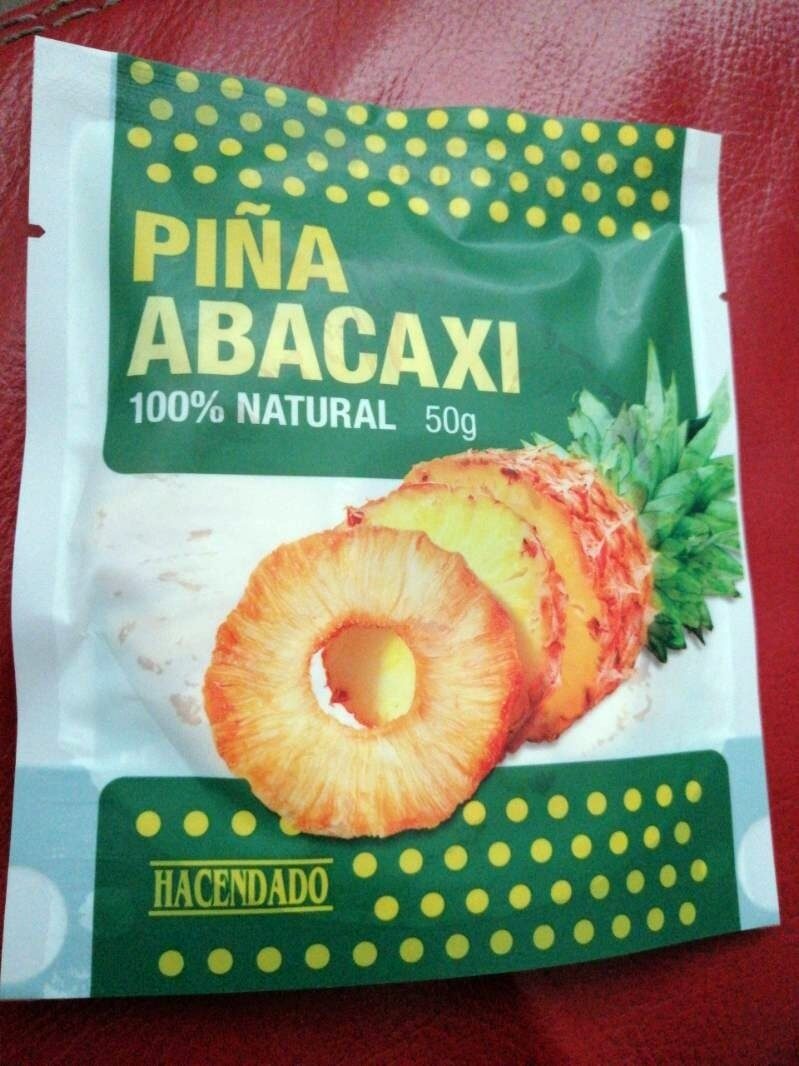 PIÑA
ABACAXI
100% NATURAL 50g
HACENDADO